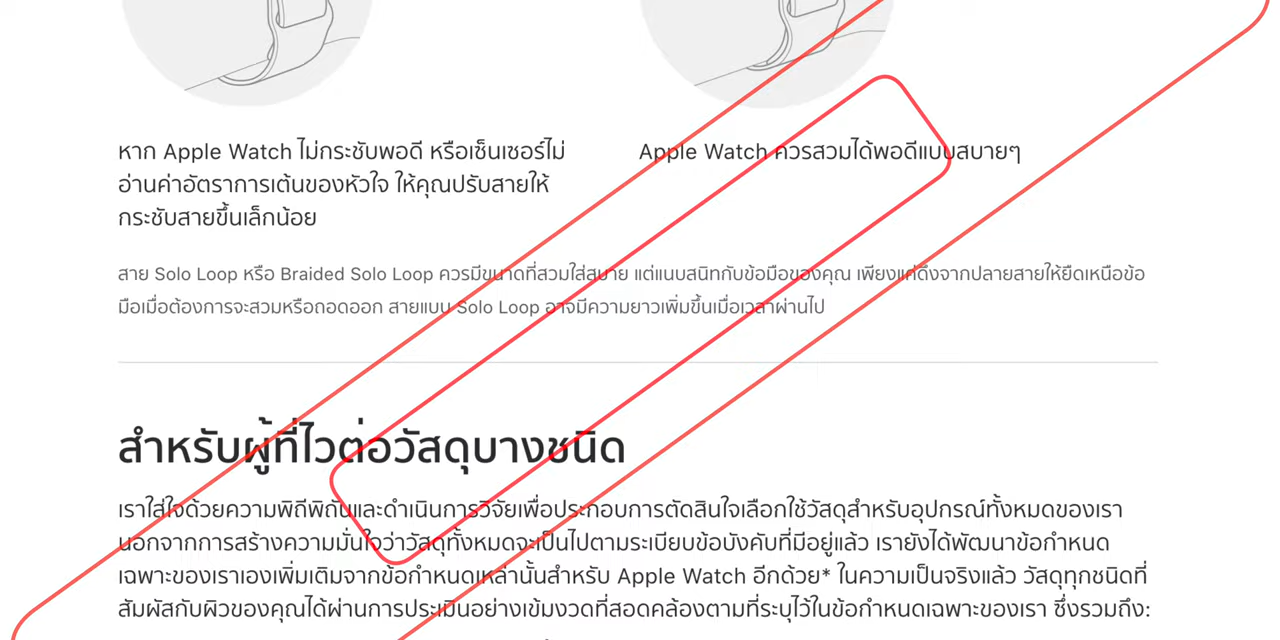 หาก Apple Watch ไม่กระชับพอดี หรือเซ็นเซอร์ไม่
อ่านค่าอัตราการเต้นของหัวใจ ให้คุณปรับสายให้
กระชับสายขึ้นเล็กน้อย
Apple Watch ควรสวมได้พอดีแบบสบายๆ
สาย Solo Loop หรือ Braided Solo Loop ควรมีขนาดที่สวมใส่สบาย แต่แนบสนิทกับข้อมือของคุณ เพียงแค่ดึงจากปลายสายให้ยืดเหนือข้อ
มือเมื่อต้องการจะสวมหรือถอดออก สายแบบ Solo Loop อาจมีความยาวเพิ่มขึ้นเมื่อเวลาผ่านไป
สำหรับผู้ที่ไวต่อวัสดุบางชนิด
เราใส่ใจด้วยความพิถีพิถันและดำเนินการวิจัยเพื่อประกอบการตัดสินใจเลือกใช้วัสดุสำหรับอุปกรณ์ทั้งหมดของเรา
นอกจากการสร้างความมั่นใจว่าวัสดุทั้งหมดจะเป็นไปตามระเบียบข้อบังคับที่มีอยู่แล้ว เรายังได้พัฒนาข้อกำหนด
เฉพาะของเราเองเพิ่มเติมจากข้อกำหนดเหล่านั้นสำหรับ Apple Watch อีกด้วย* ในความเป็นจริงแล้ว วัสดุทุกชนิดที่
สัมผัสกับผิวของคุณได้ผ่านการประเมินอย่างเข้มงวดที่สอดคล้องตามที่ระบุไว้ในข้อกำหนดเฉพาะของเรา ซึ่งรวมถึง: